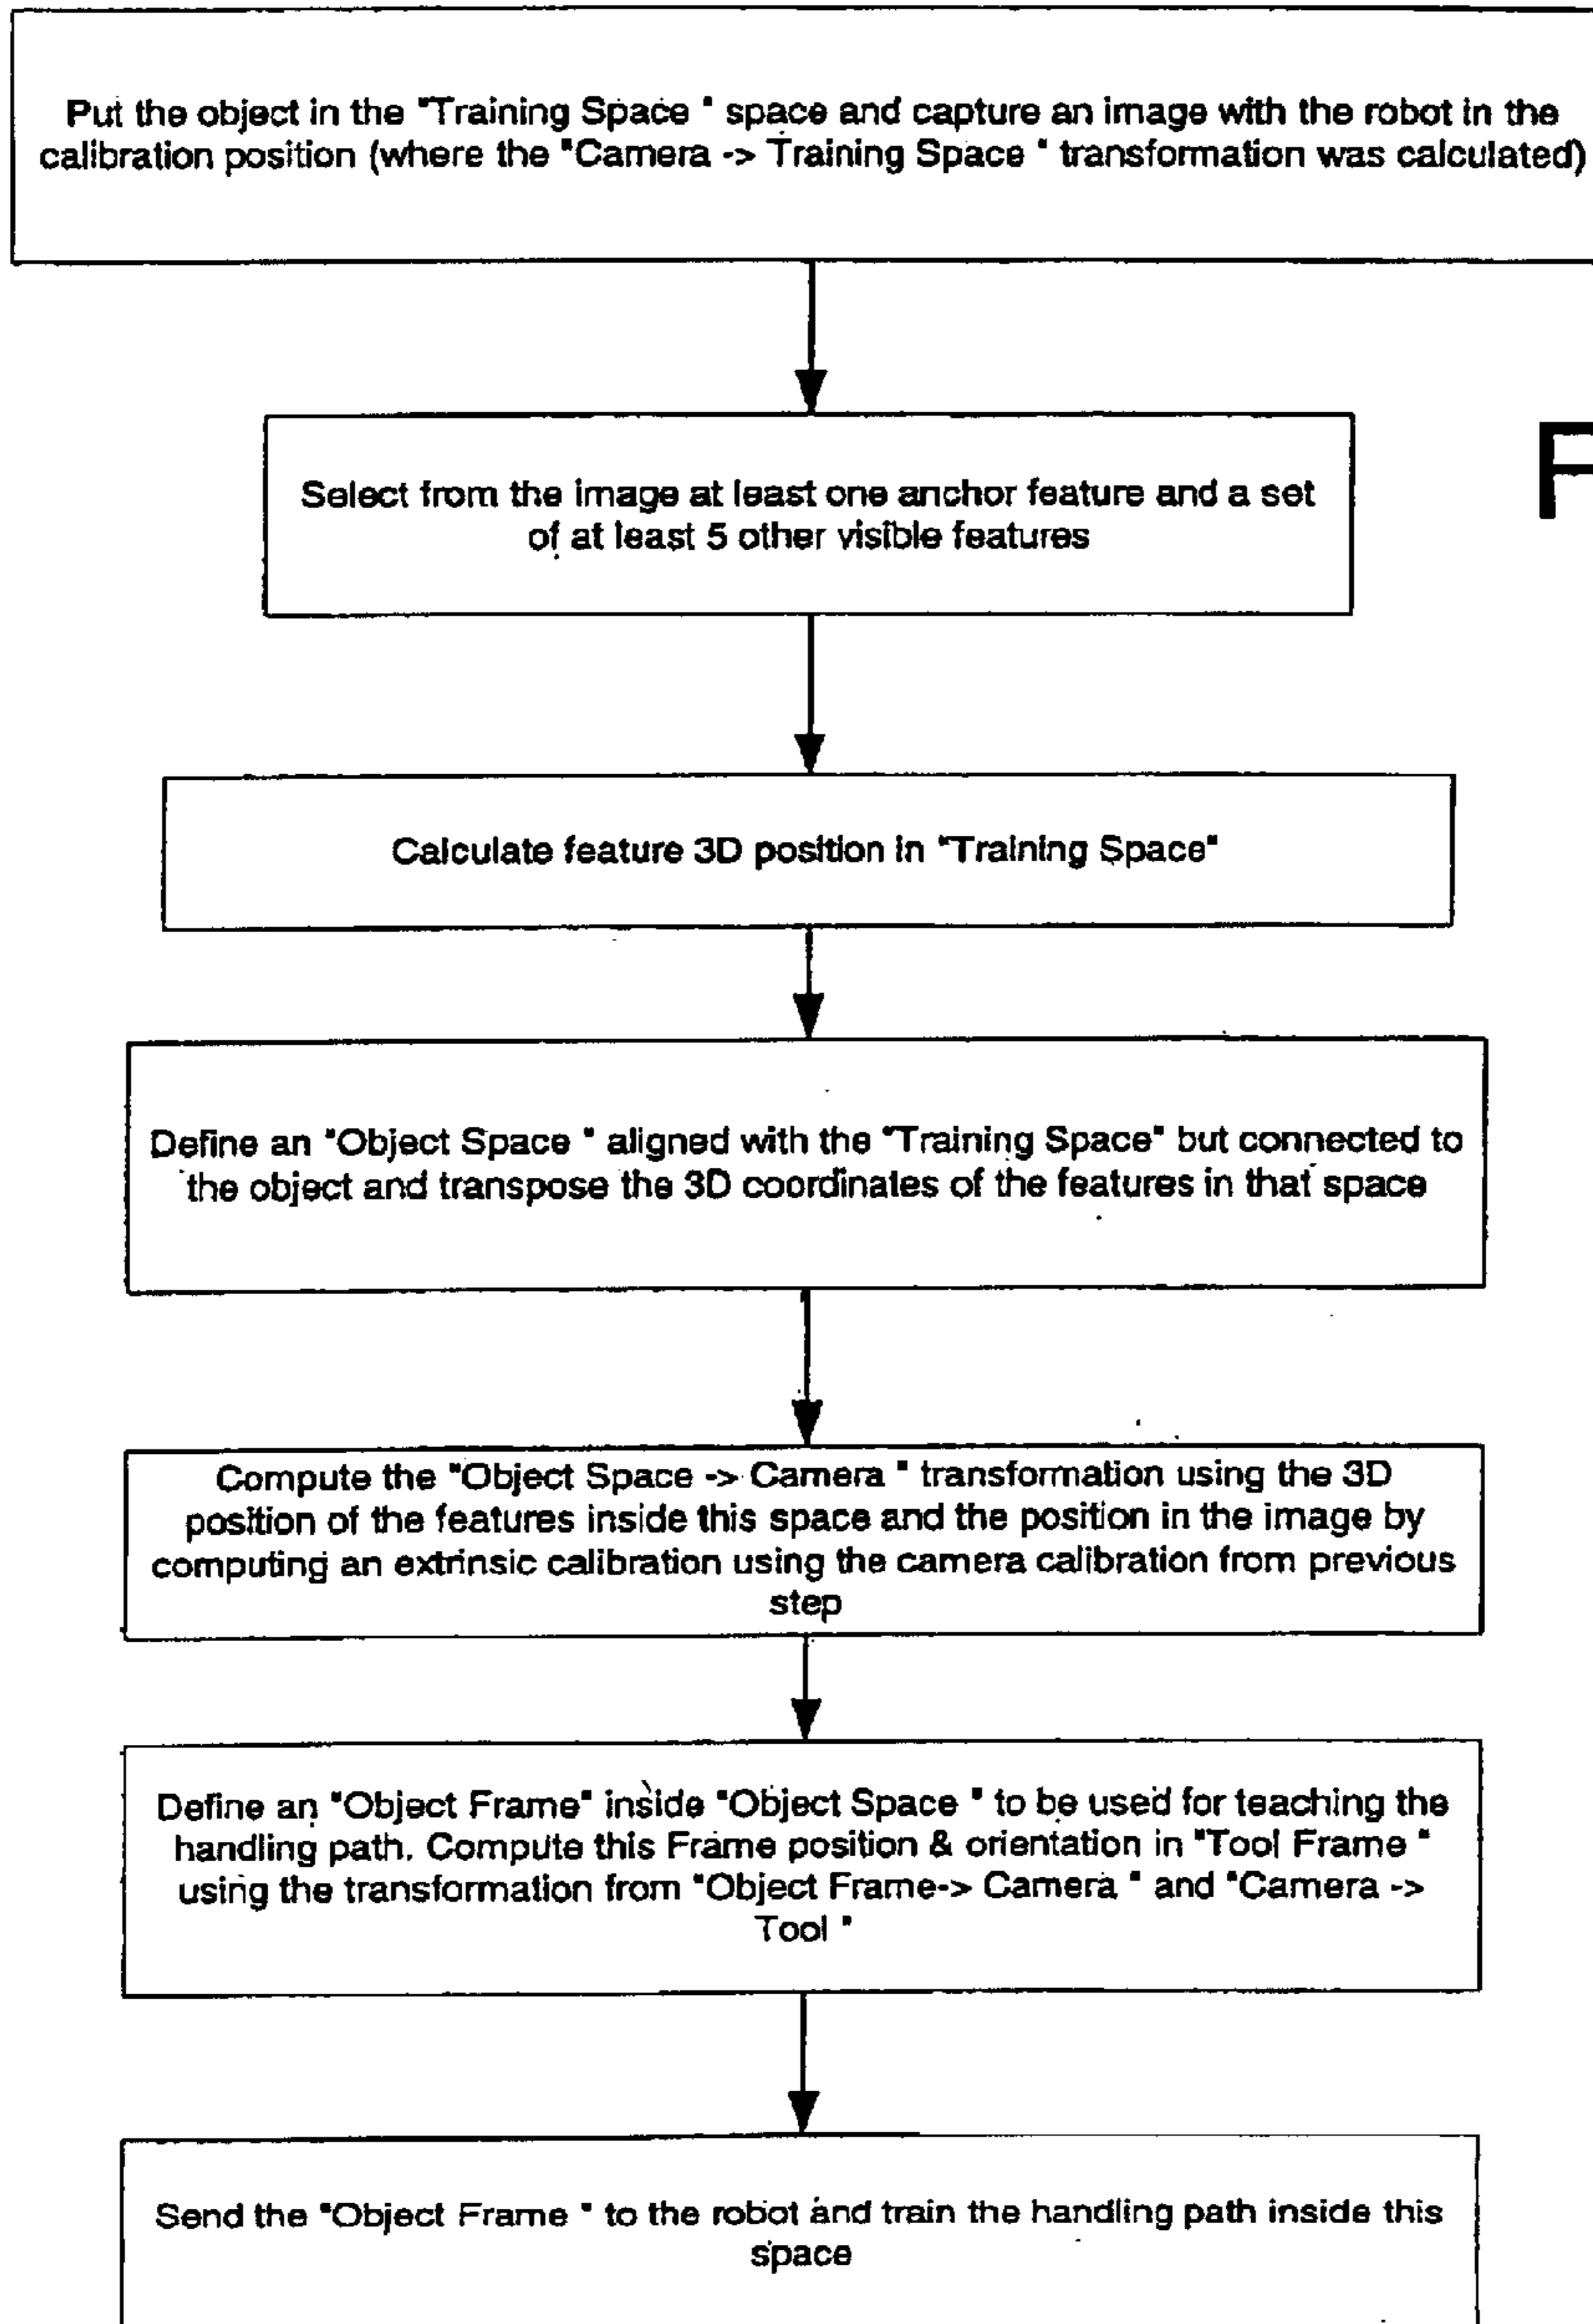 Put the object in the "Training Space " space and capture an image with the robot in the
calibration position (where the "Camera -> Training Space " transformation was calculated)
Select from the image at least one anchor feature and a set
of at least 5 other visible features
F
Calculate feature 3D position in "Training Space"
Define an "Object Space " aligned with the "Training Space" but connected to
the object and transpose the 3D coordinates of the features in that space
Compute the "Object Space -> Camera " transformation using the 3D
position of the features inside this space and the position in the image by
computing an extrinsic calibration using the camera calibration from previous
step
Define an "Object Frame" inside "Object Space " to be used for teaching the
handling path. Compute this Frame position & orientation in "Tool Frame "
using the transformation from "Object Frame-> Camera " and "Camera ->
Tool "
Send the "Object Frame " to the robot and train the handling path inside this
space